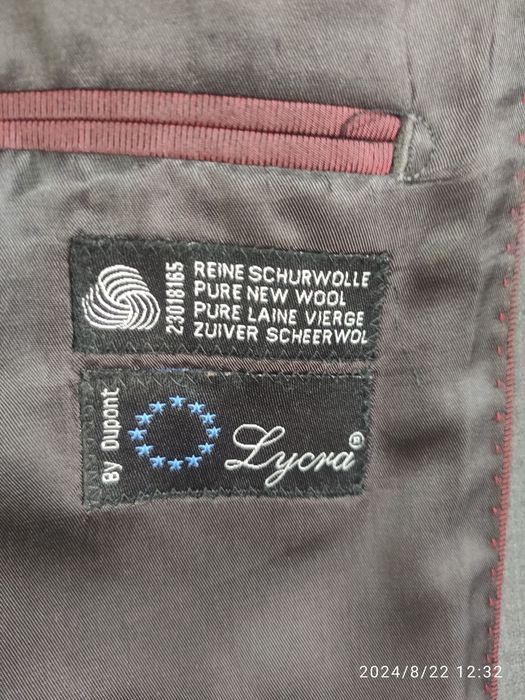 23018165
REINE SCHURWOLLE
PURE NEW WOOL
PURE LAINE VIERGE
ZUIVER SCHEERWOL
By Dupont
Lycra®
2024/8/22 12:32